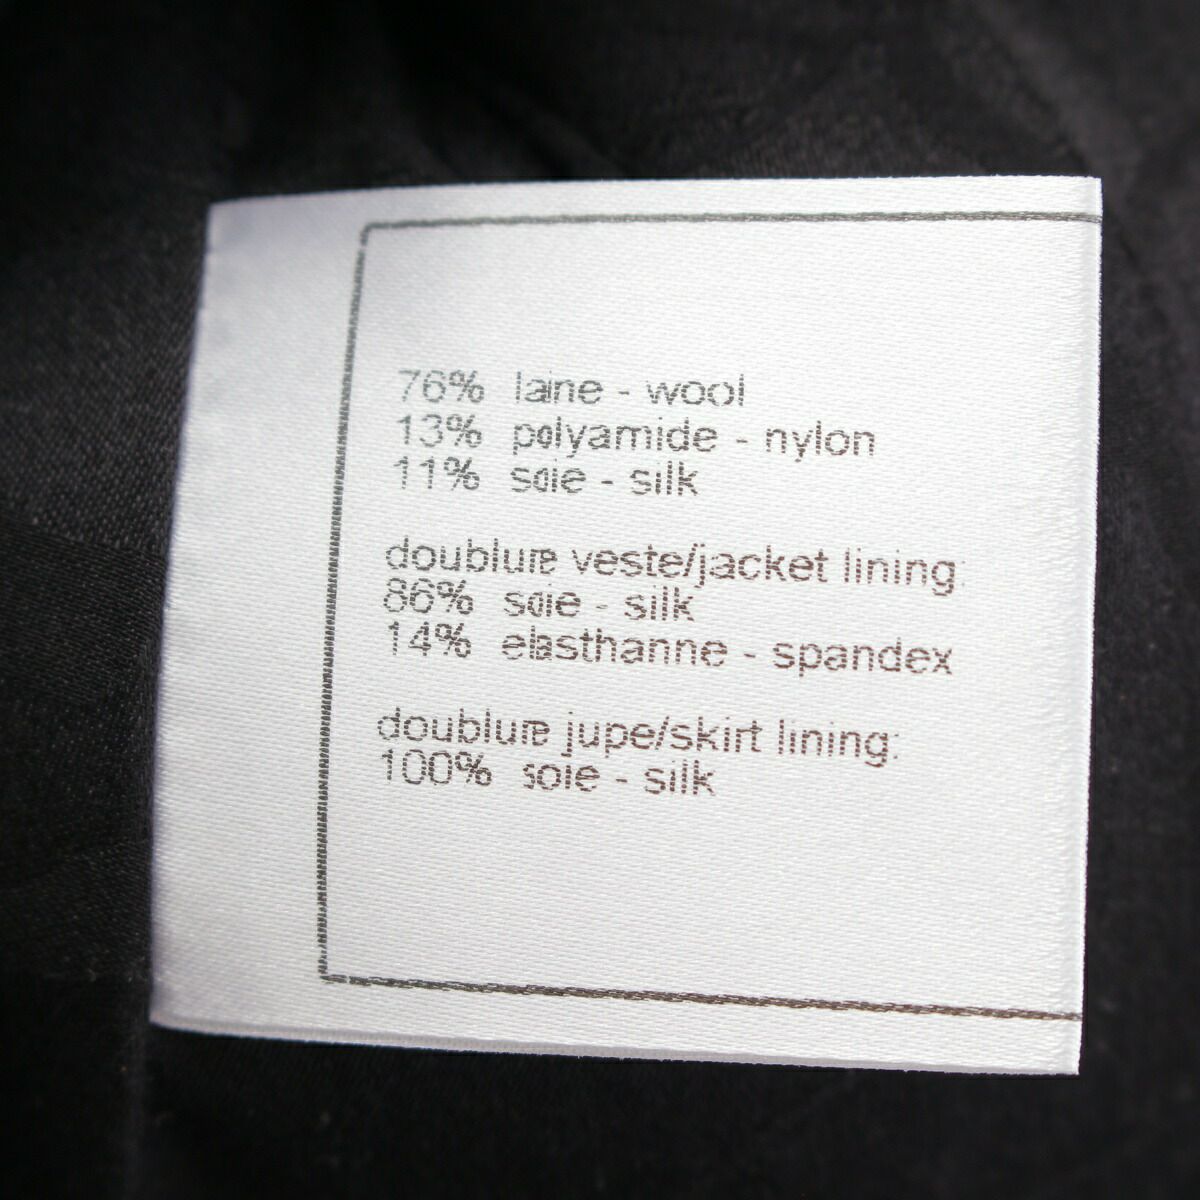 76% laine - wool
13% polyamide - nylon
11% soie - silk
doublure veste/jacket lining:
86% soie - silk
14% elasthanne - spandex
doublure jupe/skirt lining:
100% soie - silk